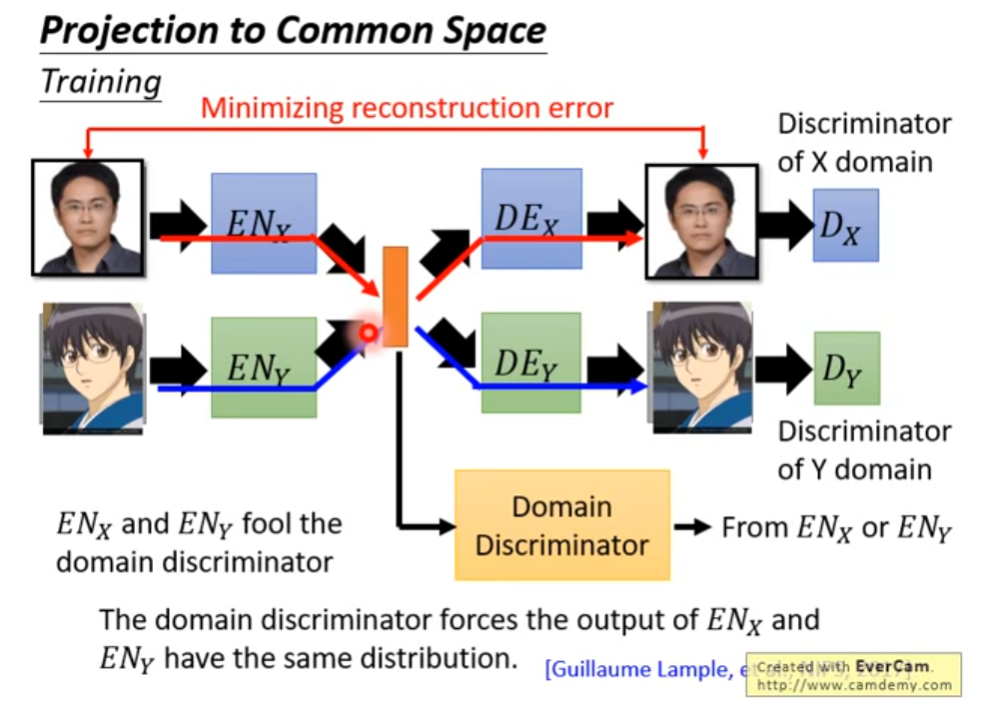 Projection to Common Space
Training
Minimizing reconstruction error
Discriminator
of X domain
EN_X
DE_X
D_X
EN_Y
DE_Y
D_Y
Discriminator
of Y domain
Domain
Discriminator
From EN_X or EN_Y
EN_X and EN_Y fool the
domain discriminator
The domain discriminator forces the output of EN_X and
EN_Y have the same distribution.
[Guillaume Lample,
Created with EverCam.
http://www.camdemy.com